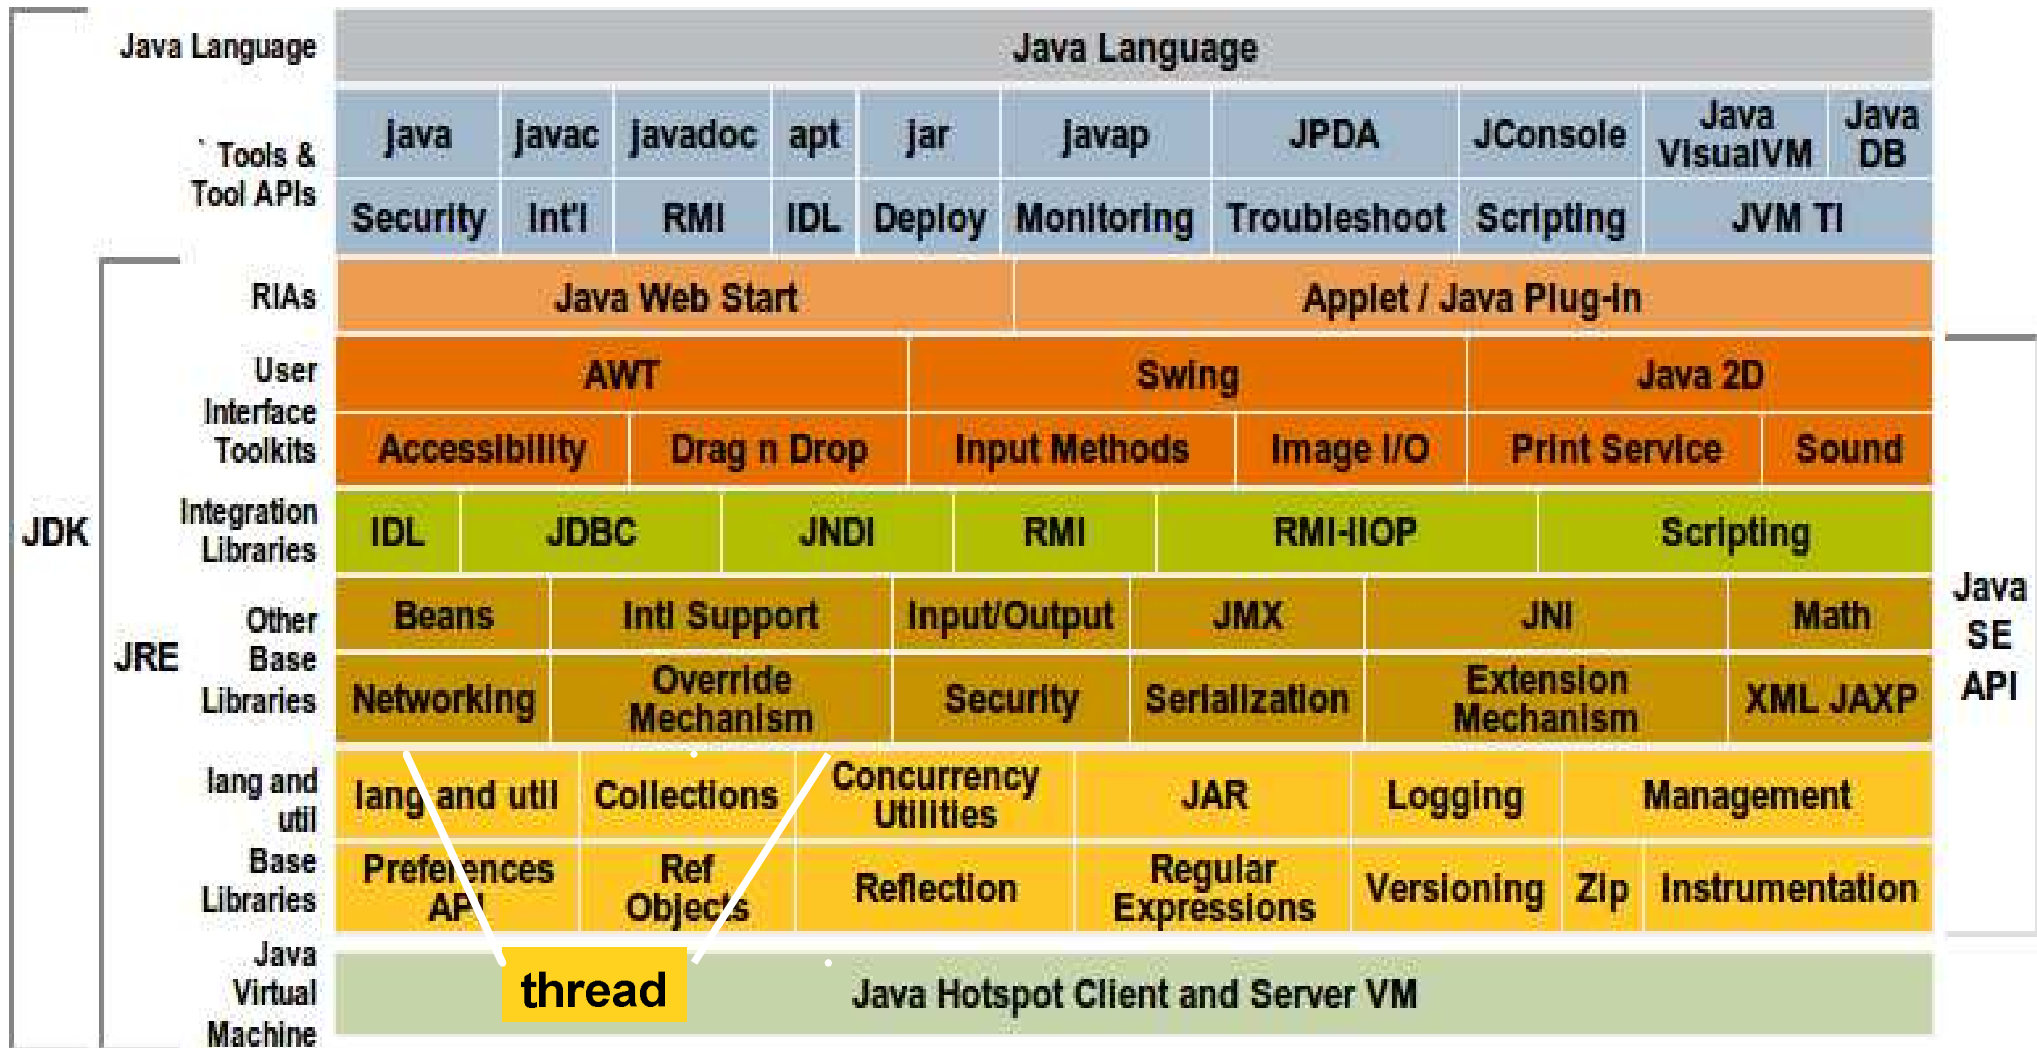 Java Language
Java Language
Tools &
Tool APIs
java javac javadoc apt jar javap JPDA JConsole Java VisualVM Java DB
Security Int'l RMI IDL Deploy Monitoring Troubleshoot Scripting JVM TI
RIAs
Java Web Start Applet / Java Plug-in
User
Interface
Toolkits
AWT Swing Java 2D
Accessibility Drag n Drop Input Methods Image I/O Print Service Sound
Integration
Libraries
IDL JDBC JNDI RMI RMI-IIOP Scripting
JDK
JRE
Other
Base
Libraries
Beans Intl Support Input/Output JMX JNI Math
Networking Override Mechanism Security Serialization Extension Mechanism XML JAXP
Java
SE
API
lang and
util
lang and util Collections Concurrency Utilities JAR Logging Management
Base
Libraries
Preferences API Ref Objects Reflection Regular Expressions Versioning Zip Instrumentation
Java
Virtual
Machine
thread
Java Hotspot Client and Server VM